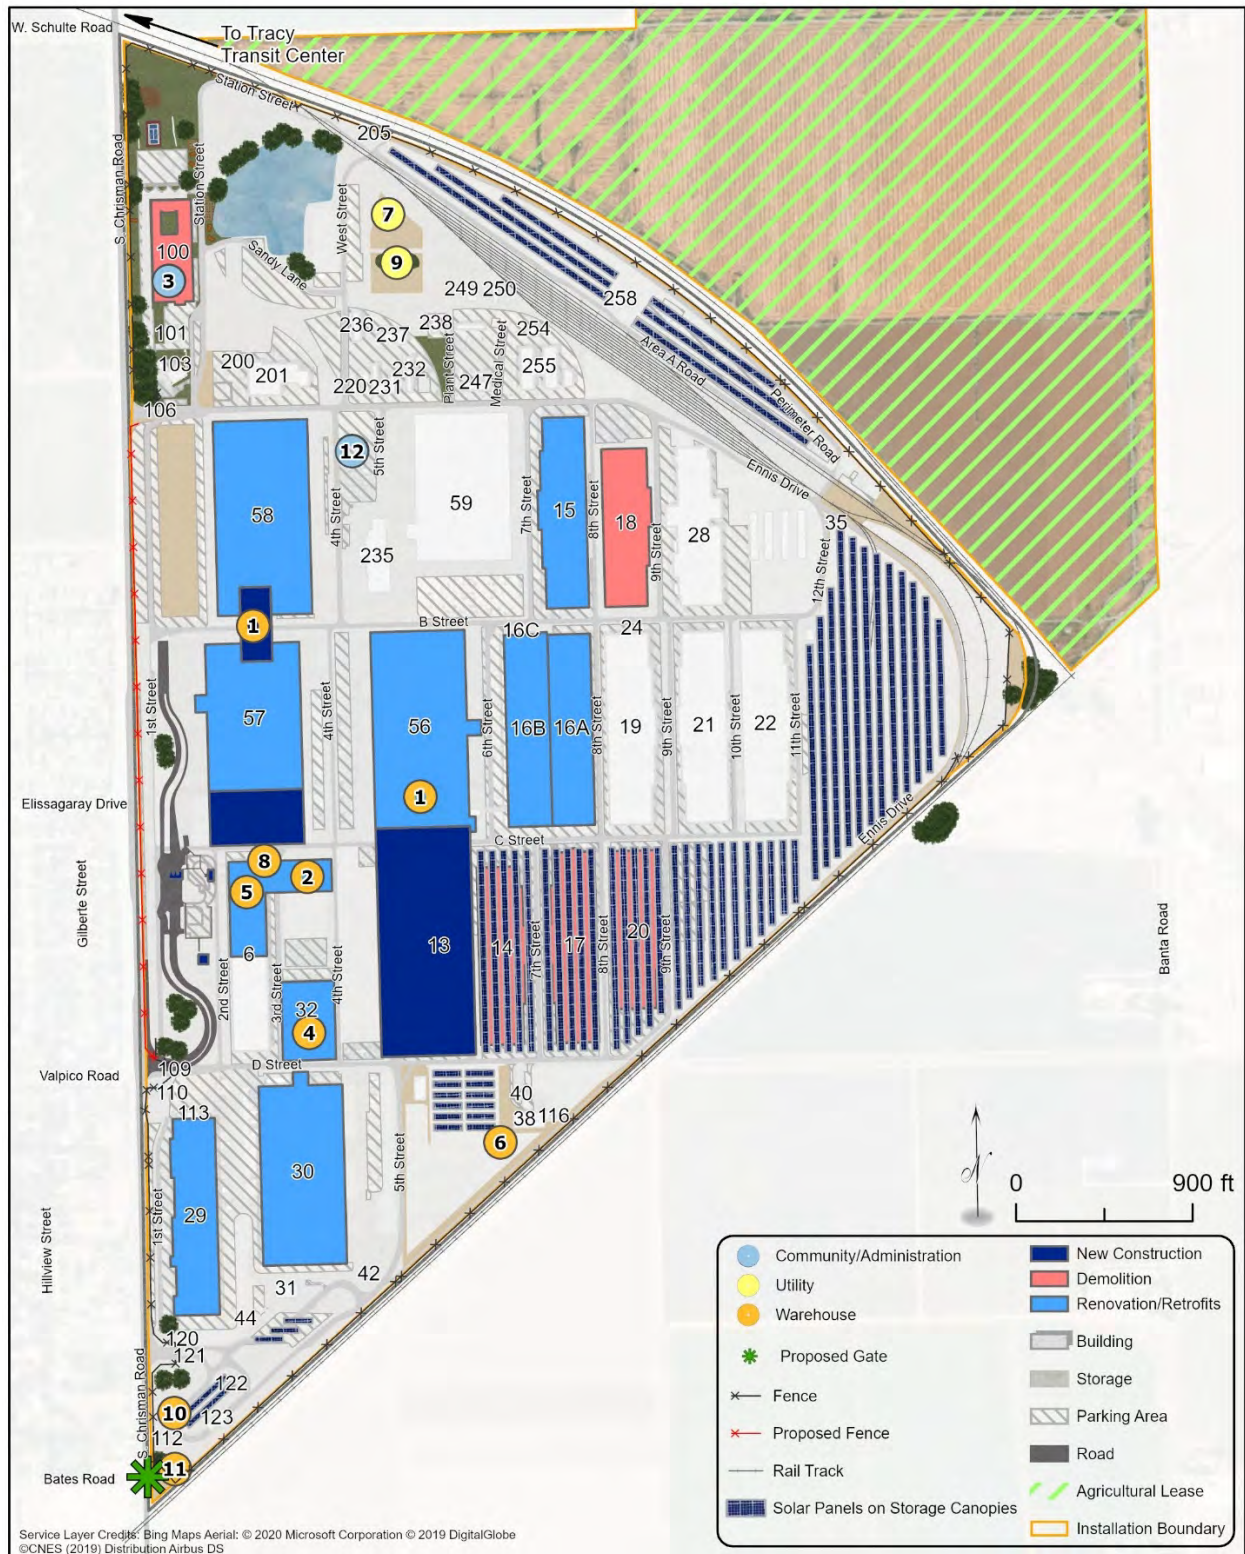 W. Schulte Road
To Tracy
Transit Center
Station Street
205
S. Chrisman Road
Station Street
7
West Street
100
9
Sandy Lane
3
249 250
258
101
236
237
238
254
Area A Road
103
200
201
232
Plant Street
Medical Street
255
220 231
247
Perimeter Road
106
12
5th Street
Ennis Drive
58
4th Street
59
7th Street
15
8th Street
18
9th Street
28
35
235
12th Street
1
B Street
16C
24
1st Street
57
4th Street
56
6th Street
16B
16A
8th Street
19
9th Street
21
10th Street
22
11th Street
Elissagaray Drive
1
Ennis Drive
C Street
8
2
5
E
Gilberte Street
6
13
14
7th Street
17
8th Street
20
9th Street
Banta Road
2nd Street
3rd Street
4th Street
32
4
D Street
109
Valpico Road
110
40
113
38 116
6
5th Street
30
1st Street
29
Hillview Street
42
31
44
120
121
122
S. Chrisman Road
10
123
112
11
Bates Road
N
0 900 ft
Community/Administration
Utility
Warehouse
Proposed Gate
Fence
Proposed Fence
Rail Track
Solar Panels on Storage Canopies
New Construction
Demolition
Renovation/Retrofits
Building
Storage
Parking Area
Road
Agricultural Lease
Installation Boundary
Service Layer Credits: Bing Maps Aerial: © 2020 Microsoft Corporation © 2019 DigitalGlobe
©CNES (2019) Distribution Airbus DS